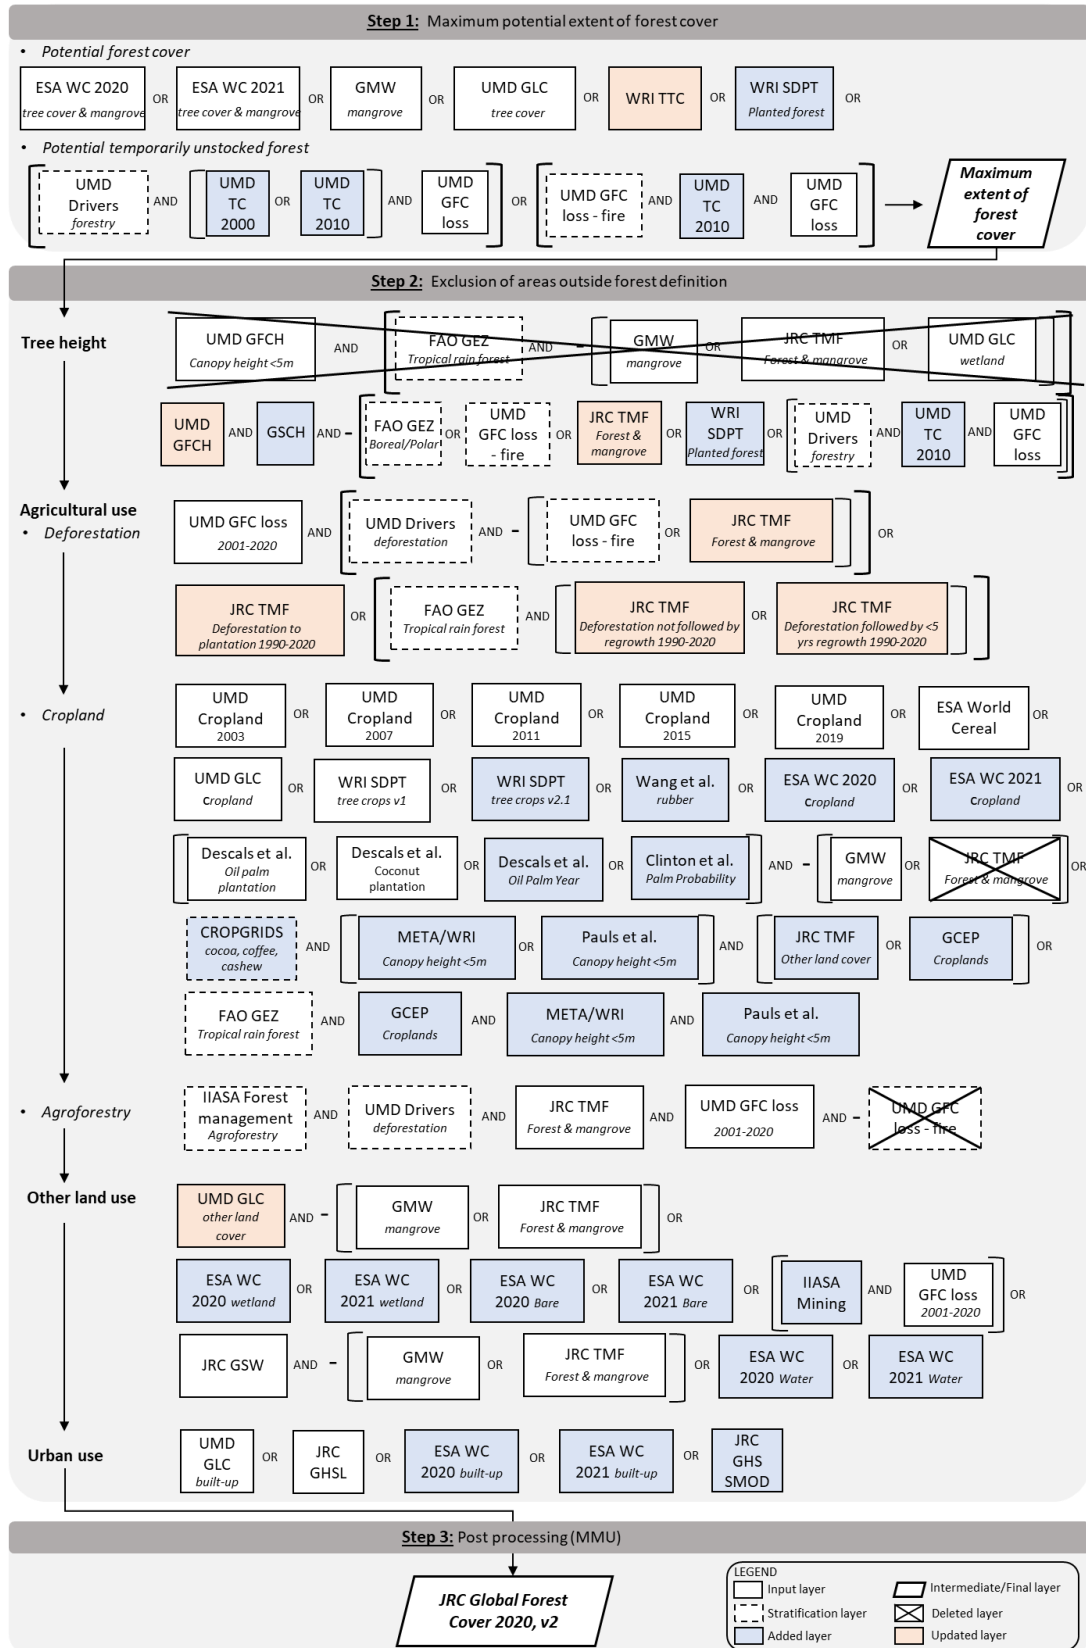 Step 1: Maximum potential extent of forest cover
• Potential forest cover
ESA WC 2020
tree cover & mangrove
OR
ESA WC 2021
tree cover & mangrove
OR
GMW
mangrove
OR
UMD GLC
tree cover
OR
WRI TTC
OR
WRI SDPT
Planted forest
OR
• Potential temporarily unstocked forest
UMD
Drivers
forestry
AND
UMD
TC
2000
OR
UMD
TC
2010
AND
UMD
GFC
loss
OR
UMD GFC
loss - fire
AND
UMD
TC
2010
AND
UMD
GFC
loss
Maximum
extent of
forest
cover
Step 2: Exclusion of areas outside forest definition
Tree height
UMD GFCH
Canopy height <5m
AND
FAO GEZ
Tropical rain forest
AND
-
GMW
mangrove
OR
JRC TMF
Forest & mangrove
OR
UMD GLC
wetland
UMD
GFCH
AND
GSCH
AND -
FAO GEZ
Boreal/Polar
OR
UMD
GFC loss
- fire
OR
JRC TMF
Forest &
mangrove
OR
WRI
SDPT
Planted forest
OR
UMD
Drivers
forestry
AND
UMD
TC
2010
AND
UMD
GFC
loss
Agricultural use
• Deforestation
UMD GFC loss
2001-2020
AND
UMD Drivers
deforestation
AND -
UMD GFC
loss - fire
OR
JRC TMF
Forest & mangrove
OR
JRC TMF
Deforestation to
plantation 1990-2020
OR
FAO GEZ
Tropical rain forest
AND
JRC TMF
Deforestation not followed by
regrowth 1990-2020
OR
JRC TMF
Deforestation followed by <5
yrs regrowth 1990-2020
• Cropland
UMD
Cropland
2003
OR
UMD
Cropland
2007
OR
UMD
Cropland
2011
OR
UMD
Cropland
2015
OR
UMD
Cropland
2019
OR
ESA World
Cereal
OR
UMD GLC
cropland
OR
WRI SDPT
tree crops v1
OR
WRI SDPT
tree crops v2.1
OR
Wang et al.
rubber
OR
ESA WC 2020
cropland
OR
ESA WC 2021
cropland
OR
Descals et al.
Oil palm
plantation
OR
Descals et al.
Coconut
plantation
OR
Descals et al.
Oil Palm Year
OR
Clinton et al.
Palm Probability
AND -
GMW
mangrove
OR
JRC TMF
Forest & mangrove
OR
CROPGRIDS
cocoa, coffee,
cashew
AND
META/WRI
Canopy height <5m
OR
Pauls et al.
Canopy height <5m
AND
JRC TMF
Other land cover
OR
GCEP
Croplands
OR
FAO GEZ
Tropical rain forest
AND
GCEP
Croplands
AND
META/WRI
Canopy height <5m
AND
Pauls et al.
Canopy height <5m
• Agroforestry
IIASA Forest
management
Agroforestry
AND
UMD Drivers
deforestation
AND
JRC TMF
Forest & mangrove
AND
UMD GFC loss
2001-2020
AND -
UMD GFC
loss - fire
Other land use
UMD GLC
other land
cover
AND -
GMW
mangrove
OR
JRC TMF
Forest & mangrove
OR
ESA WC
2020 wetland
OR
ESA WC
2021 wetland
OR
ESA WC
2020 Bare
OR
ESA WC
2021 Bare
OR
IIASA
Mining
AND
UMD
GFC loss
2001-2020
OR
JRC GSW
AND -
GMW
mangrove
OR
JRC TMF
Forest & mangrove
OR
ESA WC
2020 Water
OR
ESA WC
2021 Water
Urban use
UMD
GLC
built-up
OR
JRC
GHSL
OR
ESA WC
2020 built-up
OR
ESA WC
2021 built-up
OR
JRC
GHS
SMOD
Step 3: Post processing (MMU)
JRC Global Forest
Cover 2020, v2
LEGEND
Input layer
Intermediate/Final layer
Stratification layer
Deleted layer
Added layer
Updated layer